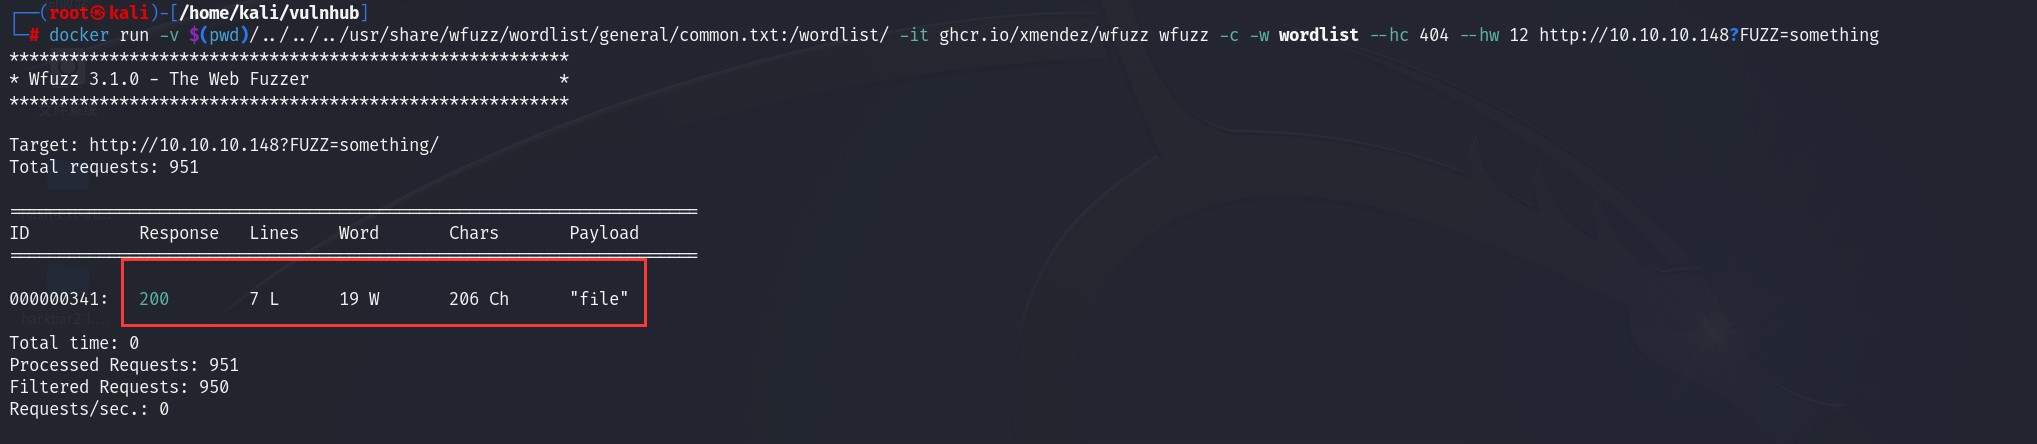 ┌──(root㉿kali)-[/home/kali/vulnhub]
└─# docker run -v $(pwd)/../../../usr/share/wfuzz/wordlist/general/common.txt:/wordlist/ -it ghcr.io/xmendez/wfuzz wfuzz -c -w wordlist --hc 404 --hw 12 http://10.10.10.148?FUZZ=something
********************************************************
* Wfuzz 3.1.0 - The Web Fuzzer                         *
********************************************************
Target: http://10.10.10.148?FUZZ=something/
Total requests: 951
=====================================================================
ID           Response   Lines    Word       Chars       Payload
=====================================================================
000000341:   200        7 L      19 W       206 Ch      "file"
hackbar2.1...
Total time: 0
Processed Requests: 951
Filtered Requests: 950
Requests/sec.: 0